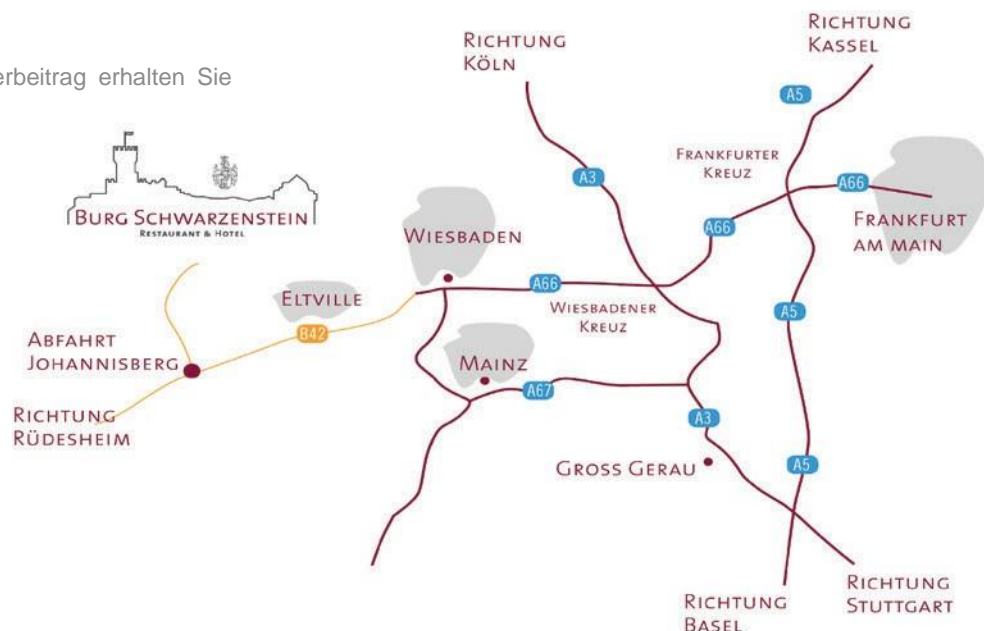 erbeitrag erhalten Sie
BURG SCHWARZENSTEIN
RESTAURANT & HOTEL
RICHTUNG
KÖLN
RICHTUNG
KASSEL
A5
A3
FRANKFURTER
KREUZ
A66
FRANKFURT
AM MAIN
A66
WIESBADEN
A66
WIESBADENER
KREUZ
ELTVILLE
B42
A5
ABFAHRT
JOHANNISBERG
MAINZ
A67
RICHTUNG
RÜDESHEIM
A3
GROSS GERAU
A5
RICHTUNG
BASEL
RICHTUNG
STUTTGART